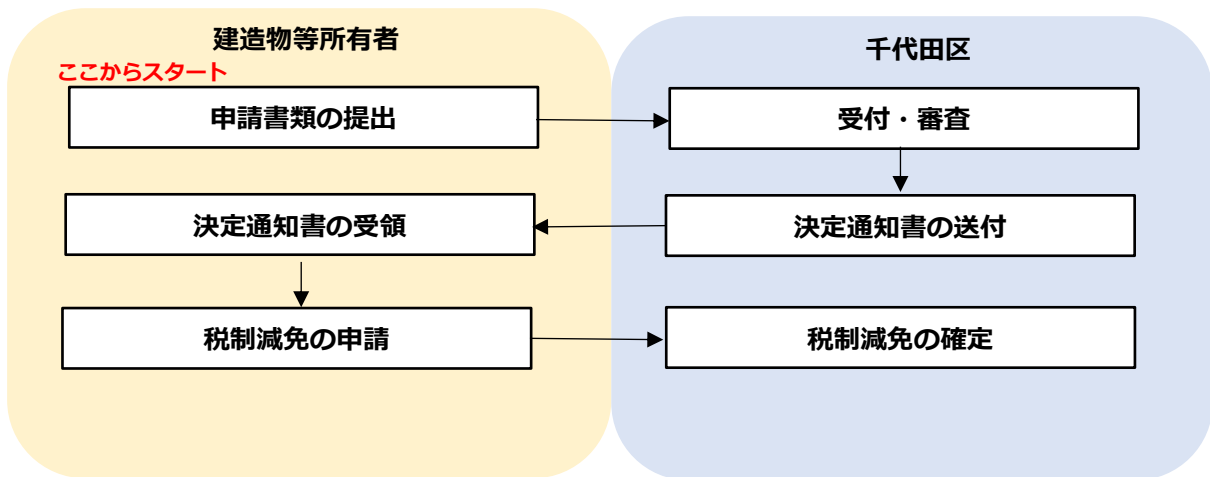 建造物等所有者
千代田区
ここからスタート
申請書類の提出
受付・審査
決定通知書の受領
決定通知書の送付
税制減免の申請
税制減免の確定